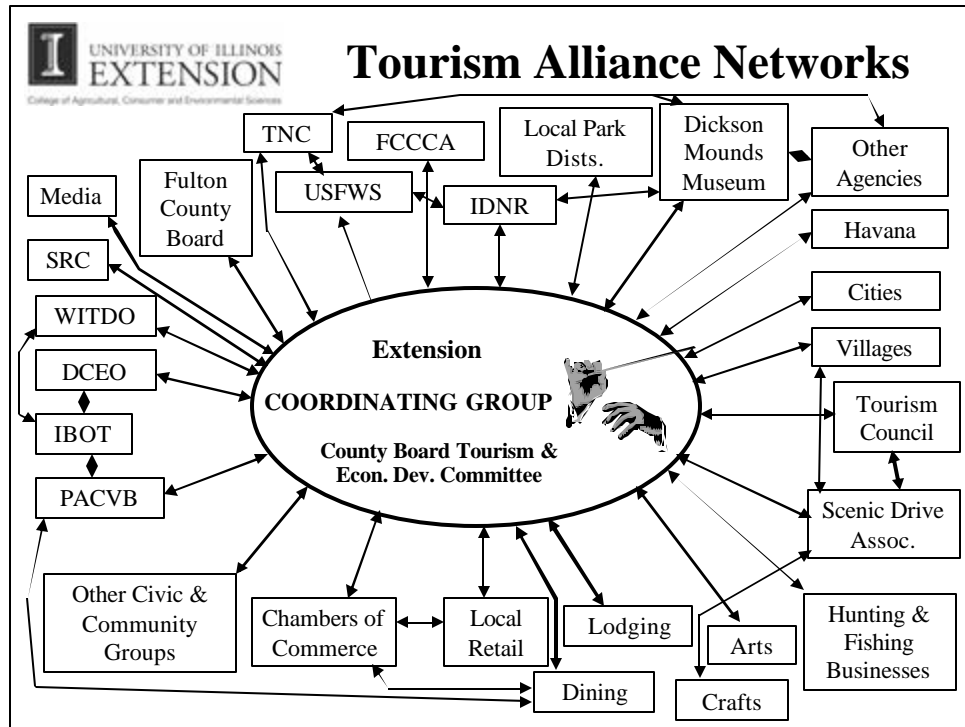 I
UNIVERSITY OF ILLINOIS
EXTENSION
College of Agricultural, Consumer and Environmental Sciences
Tourism Alliance Networks
TNC
FCCCA
Local Park
Dists.
Dickson
Mounds
Museum
Other
Agencies
Media
Fulton
County
Board
USFWS
IDNR
Havana
SRC
Cities
WITDO
Villages
DCEO
Extension
COORDINATING GROUP
County Board Tourism &
Econ. Dev. Committee
Tourism
Council
IBOT
PACVB
Scenic Drive
Assoc.
Other Civic &
Community
Groups
Chambers of
Commerce
Local
Retail
Lodging
Dining
Arts
Crafts
Hunting &
Fishing
Businesses